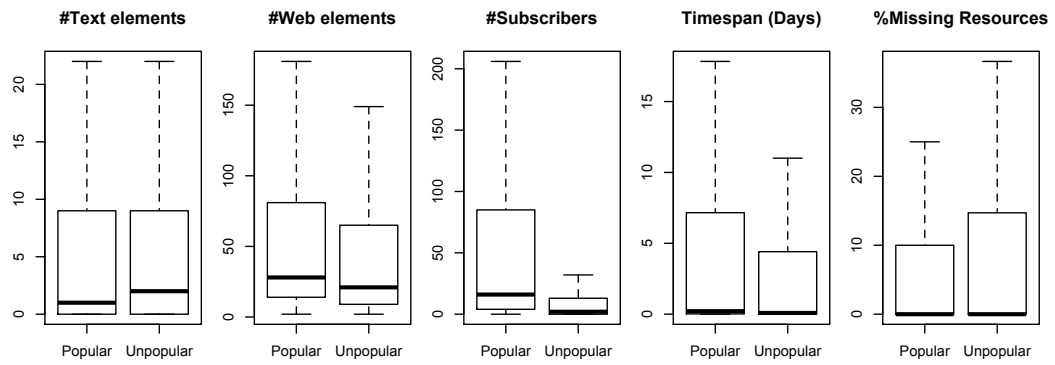 #Text elements
0
5
10
15
20
Popular Unpopular
#Web elements
0
50
100
150
Popular Unpopular
#Subscribers
0
50
100
150
200
Popular Unpopular
Timespan (Days)
0
5
10
15
Popular Unpopular
%Missing Resources
0
10
20
30
Popular Unpopular